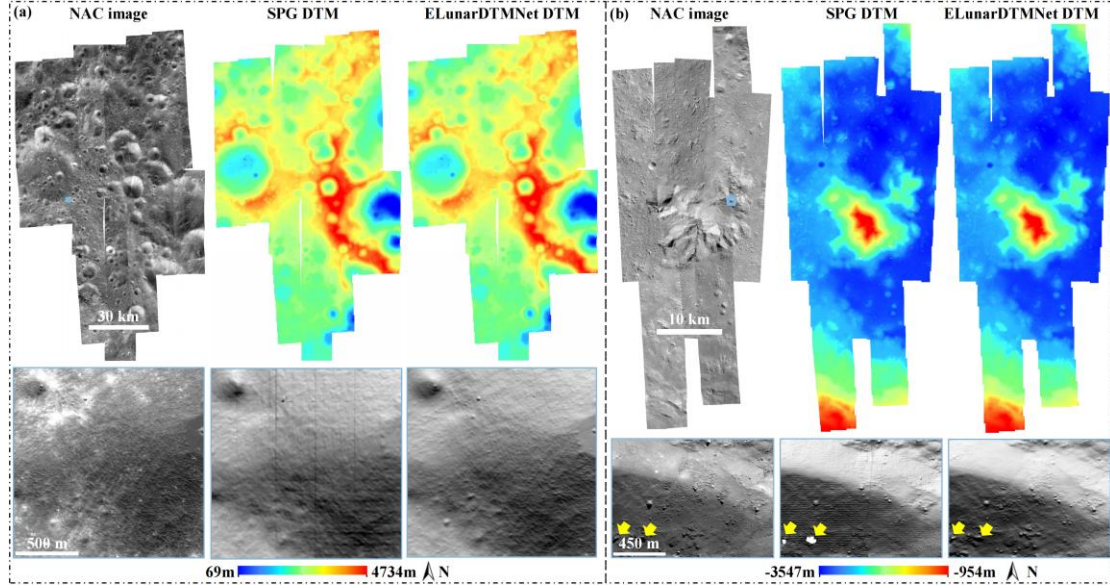 (a) NAC image SPG DTM ELunarDTMNet DTM
30 km
500 m
69m 4734m N
(b) NAC image SPG DTM ELunarDTMNet DTM
10 km
450 m
-3547m -954m N